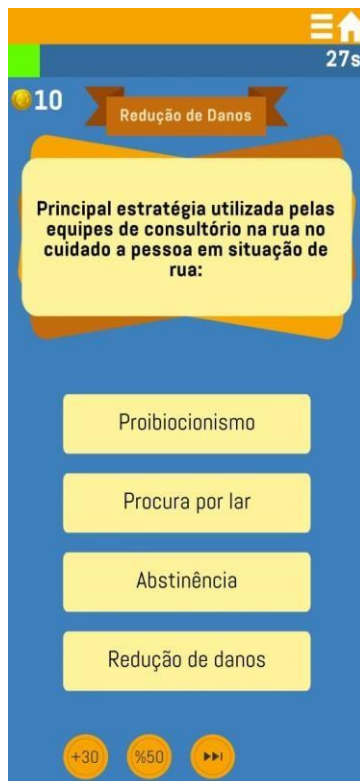 27s
10
Redução de Danos
Principal estratégia utilizada pelas
equipes de consultório na rua no
cuidado a pessoa em situação de
rua:
Proibiocionismo
Procura por lar
Abstinência
Redução de danos
+30
%50